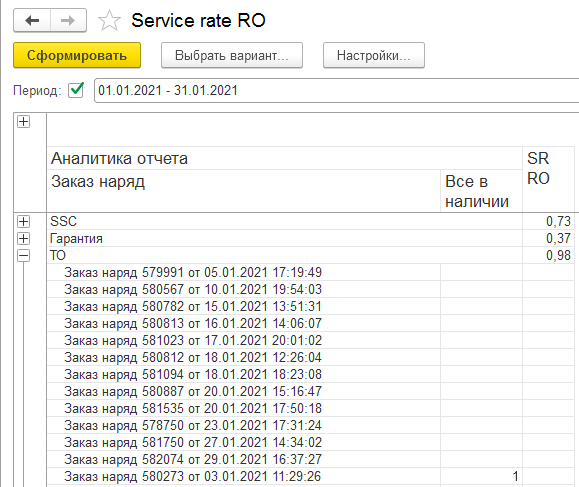 Service rate RO
Сформировать Выбрать вариант... Настройки...
Период: 01.01.2021 - 31.01.2021
Аналитика отчета SR RO
Заказ наряд Все в наличии
SSC 0,73
Гарантия 0,37
ТО 0,98
Заказ наряд 579991 от 05.01.2021 17:19:49
Заказ наряд 580567 от 10.01.2021 19:54:03
Заказ наряд 580782 от 15.01.2021 13:51:31
Заказ наряд 580813 от 16.01.2021 14:06:07
Заказ наряд 581023 от 17.01.2021 20:01:02
Заказ наряд 580812 от 18.01.2021 12:26:04
Заказ наряд 581094 от 18.01.2021 18:23:08
Заказ наряд 580887 от 20.01.2021 15:16:47
Заказ наряд 581535 от 20.01.2021 17:50:18
Заказ наряд 578750 от 23.01.2021 17:31:24
Заказ наряд 581750 от 27.01.2021 14:34:02
Заказ наряд 582074 от 29.01.2021 16:37:27
Заказ наряд 580273 от 03.01.2021 11:29:26 1